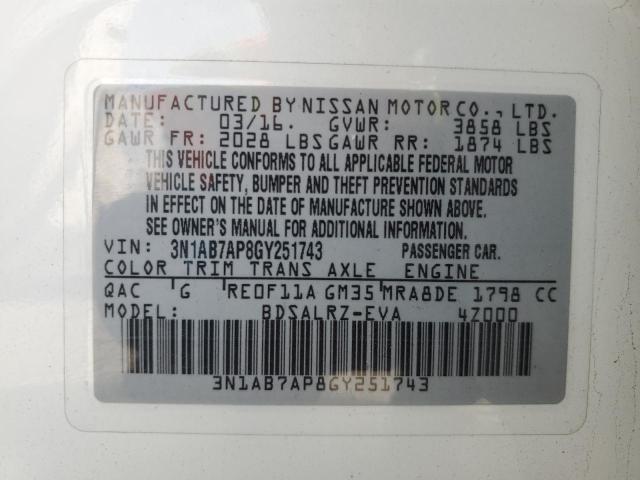 MANUFACTURED BY NISSAN MOTOR CO., LTD.
DATE: 03/16. GVWR: 3858 LBS
GAWR FR: 2028 LBS GAWR RR: 1874 LBS
THIS VEHICLE CONFORMS TO ALL APPLICABLE FEDERAL MOTOR
VEHICLE SAFETY, BUMPER AND THEFT PREVENTION STANDARDS
IN EFFECT ON THE DATE OF MANUFACTURE SHOWN ABOVE.
SEE OWNER'S MANUAL FOR ADDITIONAL INFORMATION.
VIN: 3N1AB7AP8GY251743 PASSENGER CAR.
COLOR TRIM TRANS AXLE ENGINE
QAC G RE0F11A GM35 MRA8DE 1798 CC
MODEL: BDSALRZ-EVA 4Z000
3N1AB7AP8GY251743